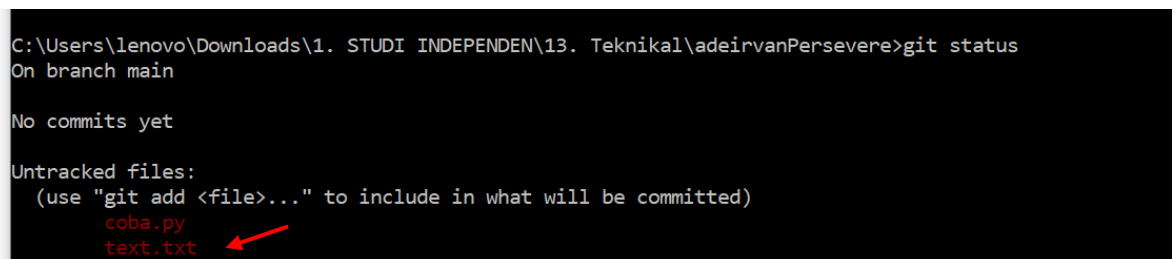 C:\Users\lenovo\Downloads\1. STUDI INDEPENDEN\13. Teknikal\adeirvanPersevere>git status
On branch main
No commits yet
Untracked files:
(use "git add <file>..." to include in what will be committed)
coba.py
text.txt